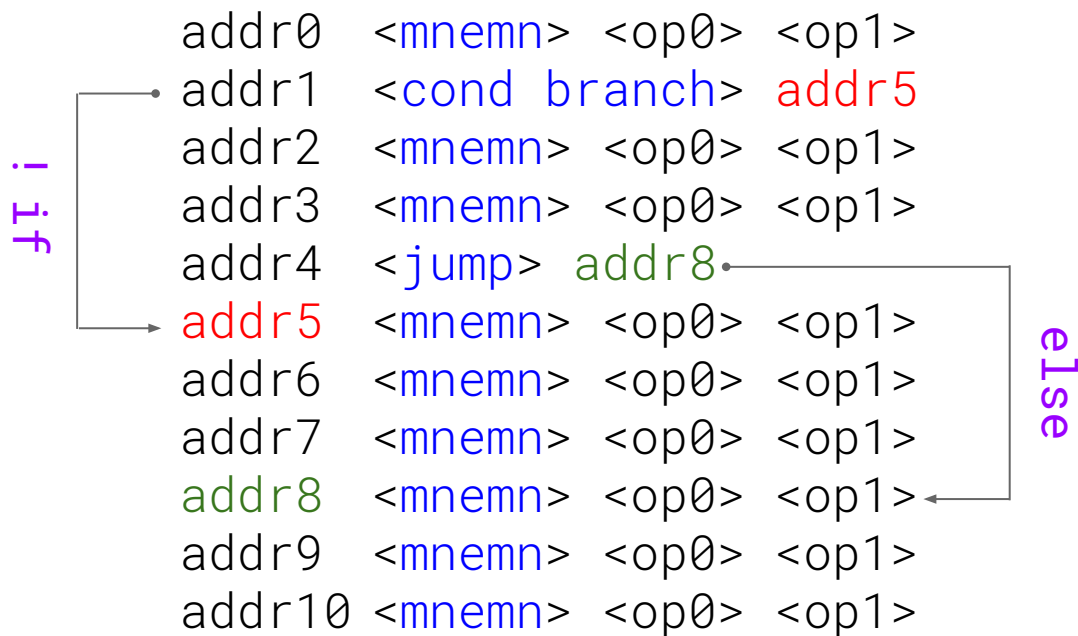 addr0 <mnemn> <op0> <op1>
addr1 <cond branch> addr5
addr2 <mnemn> <op0> <op1>
addr3 <mnemn> <op0> <op1>
addr4 <jump> addr8
addr5 <mnemn> <op0> <op1>
addr6 <mnemn> <op0> <op1>
addr7 <mnemn> <op0> <op1>
addr8 <mnemn> <op0> <op1>
addr9 <mnemn> <op0> <op1>
addr10 <mnemn> <op0> <op1>
! if
else